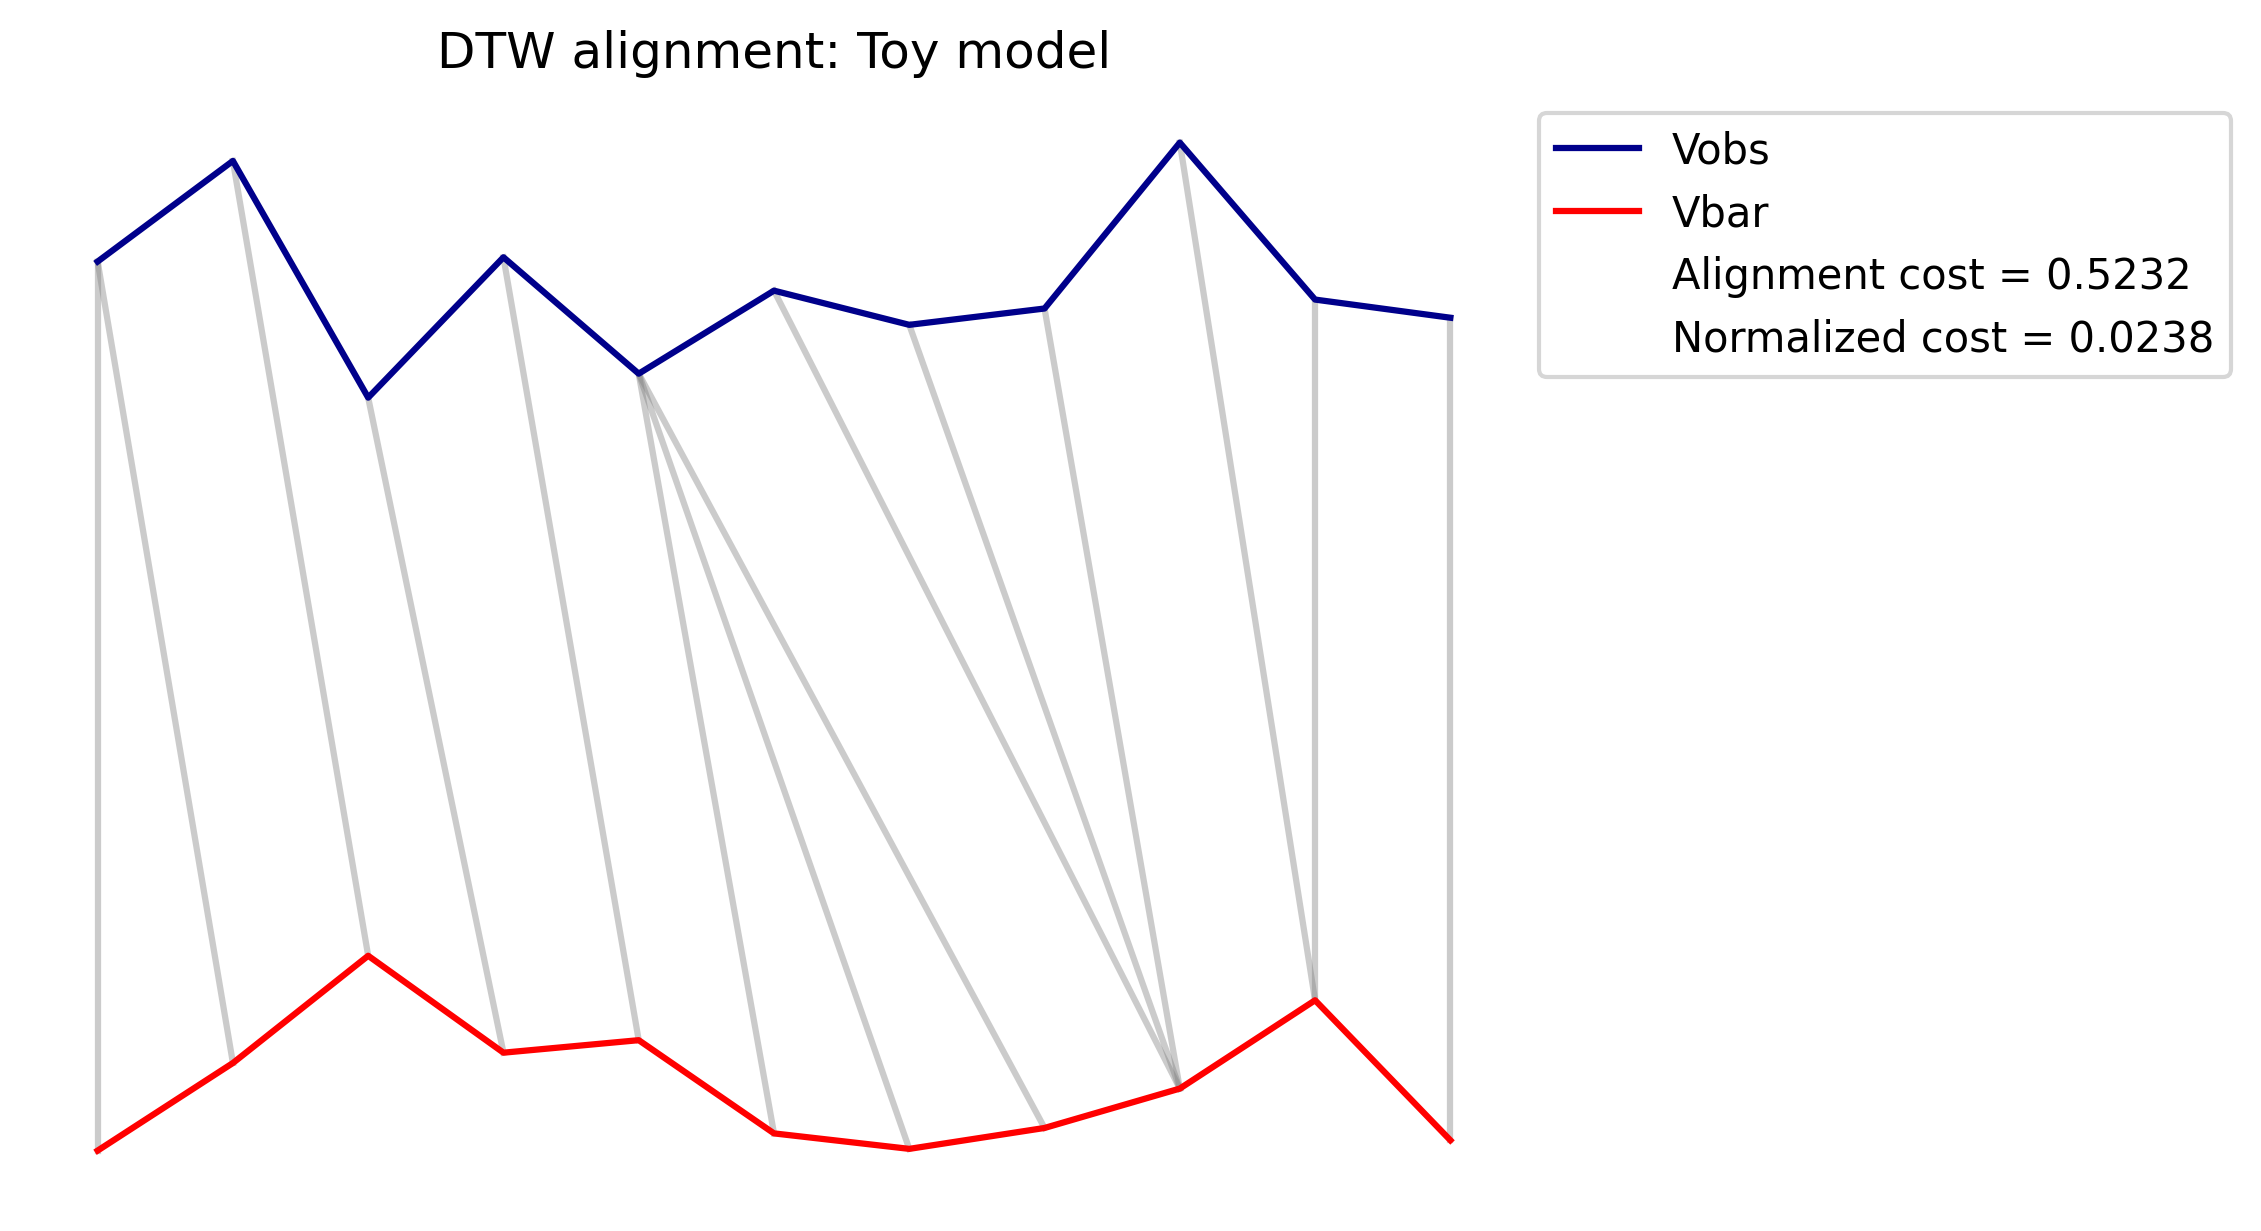 DTW alignment: Toy model
Vobs
Vbar
Alignment cost = 0.5232
Normalized cost = 0.0238